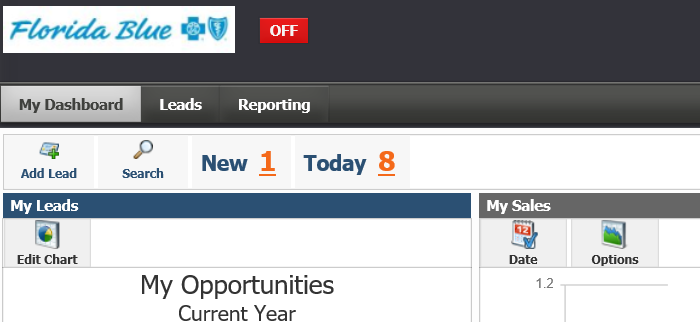 Florida Blue
OFF
My Dashboard Leads Reporting
Add Lead Search New 1 Today 8
My Leads My Sales
Edit Chart Date Options
12
My Opportunities
1.2
Current Year